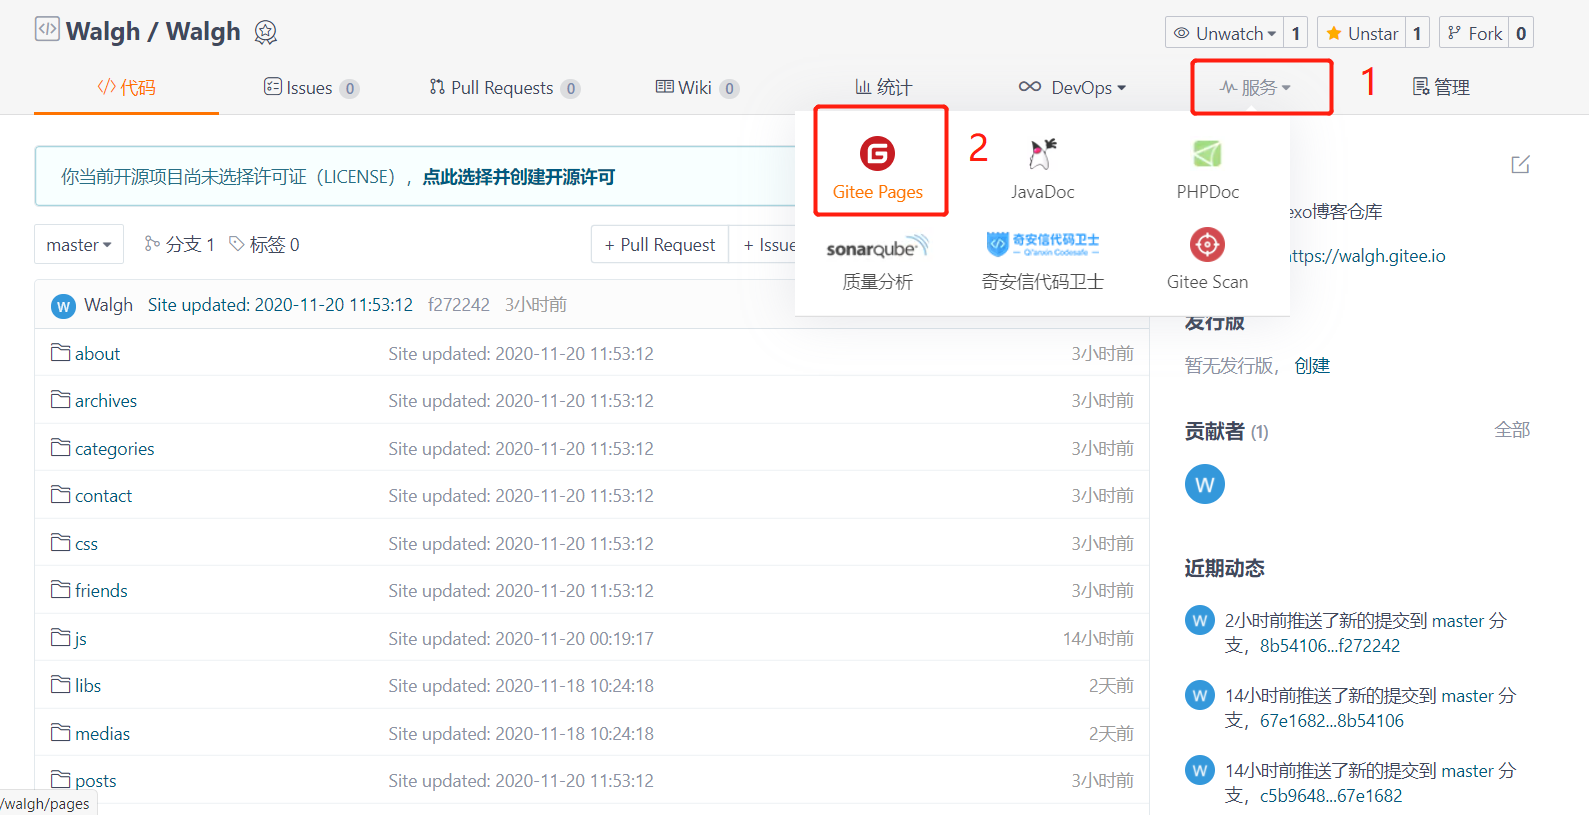 Walgh / Walgh
Unwatch 1
Unstar 1
Fork 0
代码
Issues 0
Pull Requests 0
Wiki 0
统计
DevOps
服务
1
管理
Gitee Pages
2
JavaDoc
PHPDoc
sonarqube
质量分析
奇安信代码卫士
Qi'anxin Codesafe
奇安信代码卫士
Gitee Scan
你当前开源项目尚未选择许可证（LICENSE），点此选择并创建开源许可
master
分支 1
标签 0
+ Pull Request
+ Issue
exo博客仓库
ttps://walgh.gitee.io
W Walgh Site updated: 2020-11-20 11:53:12 f272242 3小时前
about Site updated: 2020-11-20 11:53:12 3小时前
archives Site updated: 2020-11-20 11:53:12 3小时前
categories Site updated: 2020-11-20 11:53:12 3小时前
contact Site updated: 2020-11-20 11:53:12 3小时前
css Site updated: 2020-11-20 11:53:12 3小时前
friends Site updated: 2020-11-20 11:53:12 3小时前
js Site updated: 2020-11-20 00:19:17 14小时前
libs Site updated: 2020-11-18 10:24:18 2天前
medias Site updated: 2020-11-18 10:24:18 2天前
posts Site updated: 2020-11-20 11:53:12 3小时前
/walgh/pages
发行版
暂无发行版， 创建
贡献者 (1) 全部
W
近期动态
W 2小时前推送了新的提交到 master 分
支，8b54106...f272242
W 14小时前推送了新的提交到 master 分
支，67e1682...8b54106
W 14小时前推送了新的提交到 master 分
支，c5b9648...67e1682